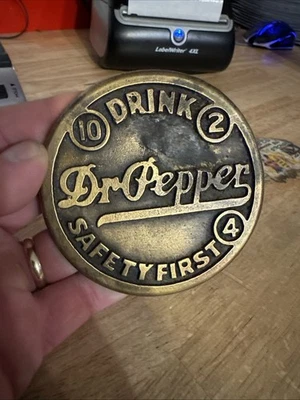 LabelWriter 4XL
DRINK
10 2
Dr Pepper
SAFETY FIRST 4